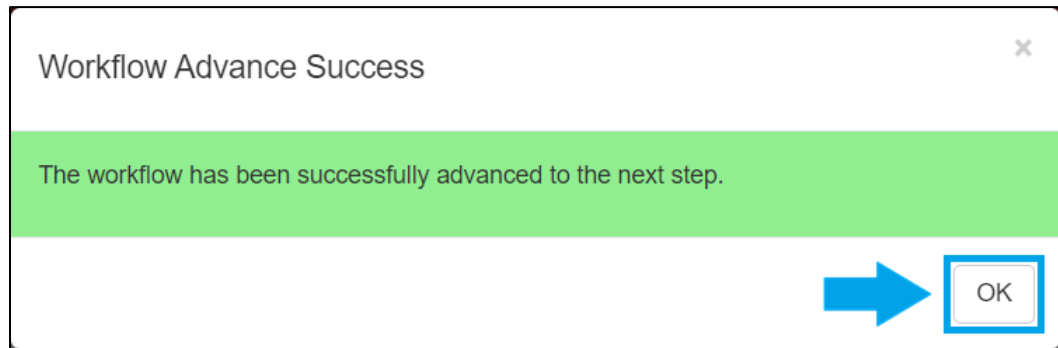 Workflow Advance Success
×
The workflow has been successfully advanced to the next step.
OK